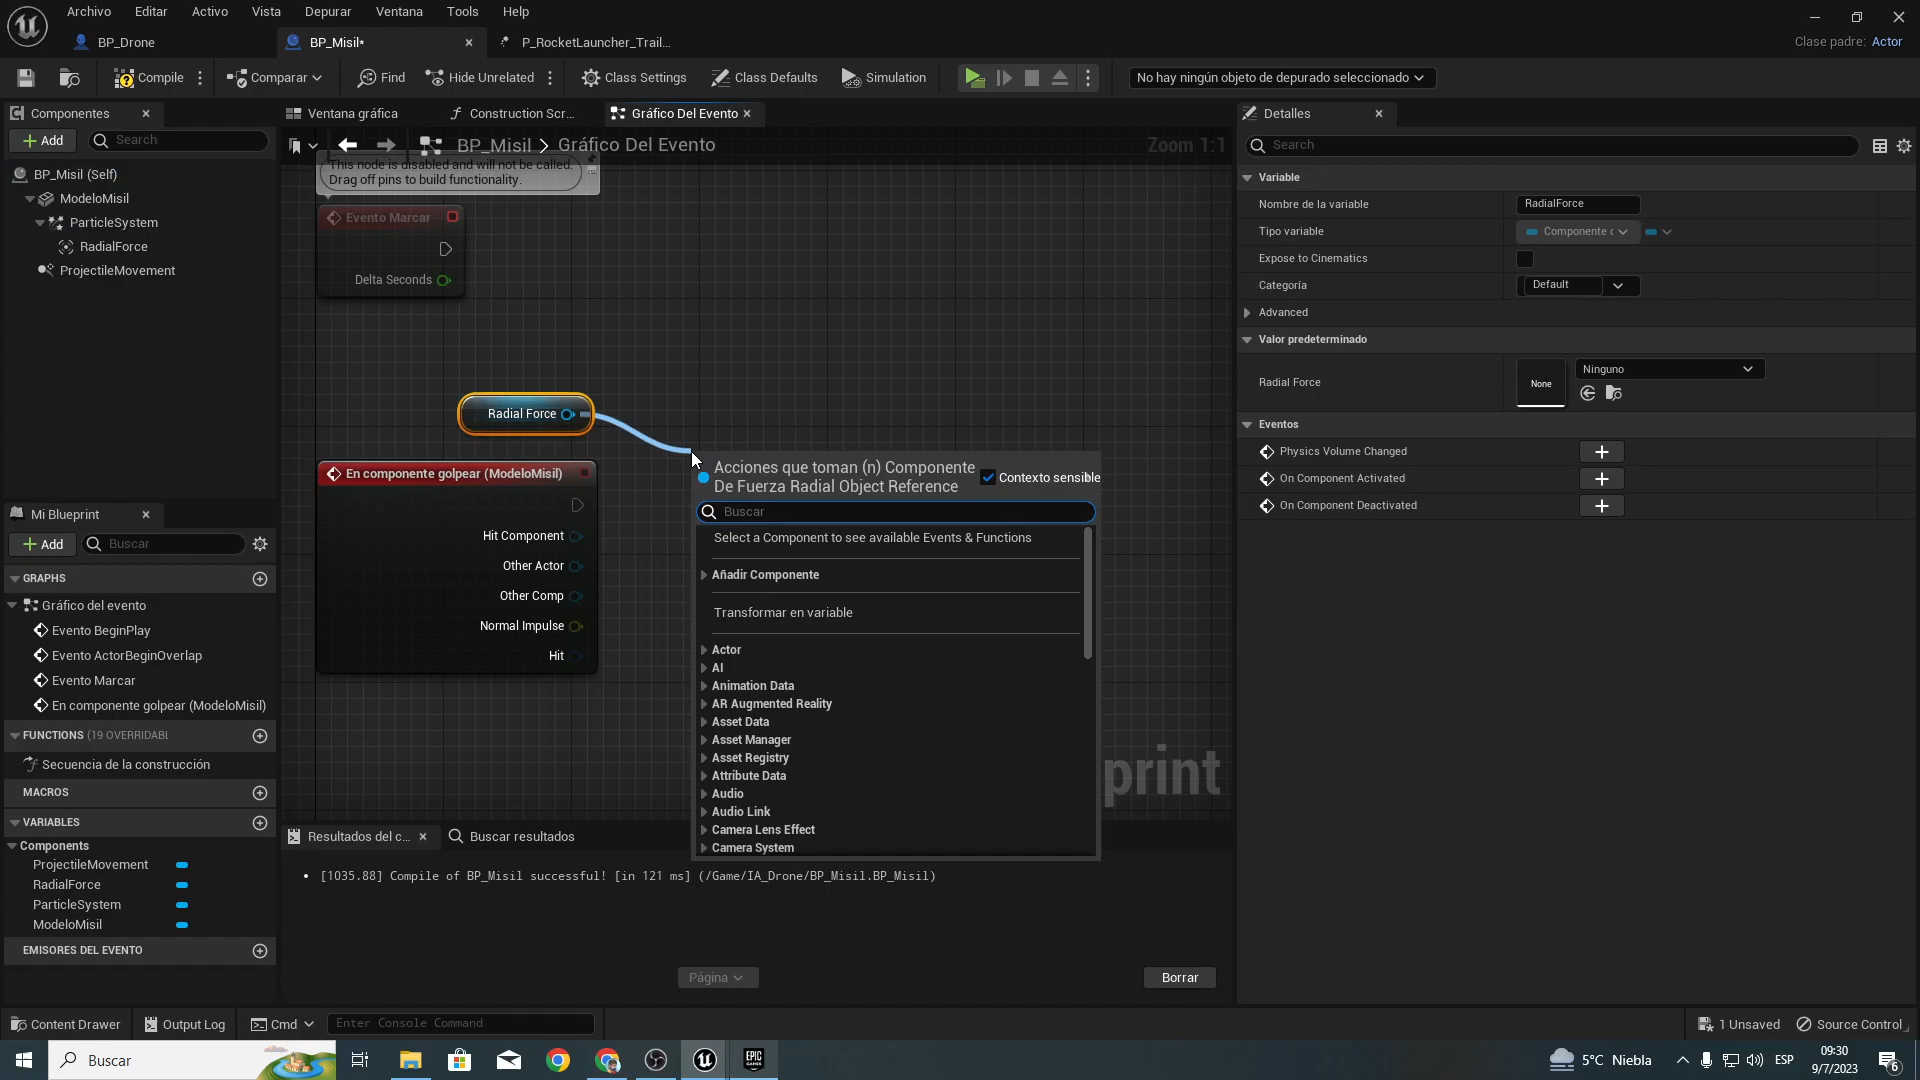 Archivo Editar Activo Vista Depurar Ventana Tools Help
BP_Drone
BP_Misil*
P_RocketLauncher_Trail...
Clase padre: Actor
Compile
Comparar
Find
Hide Unrelated
Class Settings
Class Defaults
Simulation
No hay ningún objeto de depurado seleccionado
Componentes
Add
Search
BP_Misil (Self)
ModeloMisil
ParticleSystem
RadialForce
ProjectileMovement
Mi Blueprint
Add
Buscar
GRAPHS
Gráfico del evento
Evento BeginPlay
Evento ActorBeginOverlap
Evento Marcar
En componente golpear (ModeloMisil)
FUNCTIONS (19 OVERRIDABL
Secuencia de la construcción
MACROS
VARIABLES
Components
ProjectileMovement
RadialForce
ParticleSystem
ModeloMisil
EMISORES DEL EVENTO
Ventana gráfica
Construction Scr...
Gráfico Del Evento
BP_Misil > Gráfico Del Evento
Zoom 1:1
This node is disabled and will not be called.
Drag off pins to build functionality.
Evento Marcar
Delta Seconds
Radial Force
En componente golpear (ModeloMisil)
Hit Component
Other Actor
Other Comp
Normal Impulse
Hit
Acciones que toman (n) Componente
De Fuerza Radial Object Reference
Contexto sensible
Buscar
Select a Component to see available Events & Functions
Añadir Componente
Transformar en variable
Actor
AI
Animation Data
AR Augmented Reality
Asset Data
Asset Manager
Asset Registry
Attribute Data
Audio
Audio Link
Camera Lens Effect
Camera System
print
Resultados del c...
Buscar resultados
[1035.88] Compile of BP_Misil successful! [in 121 ms] (/Game/IA_Drone/BP_Misil.BP_Misil)
Página
Borrar
Detalles
Search
Variable
Nombre de la variable
RadialForce
Tipo variable
Componente
Expose to Cinematics
Categoría
Default
Advanced
Valor predeterminado
Radial Force
None
Ninguno
Eventos
Physics Volume Changed
On Component Activated
On Component Deactivated
Content Drawer
Output Log
Cmd
Enter Console Command
1 Unsaved
Source Control
Buscar
EPIC
GAMES
5°C Niebla
ESP
09:30
9/7/2023
6